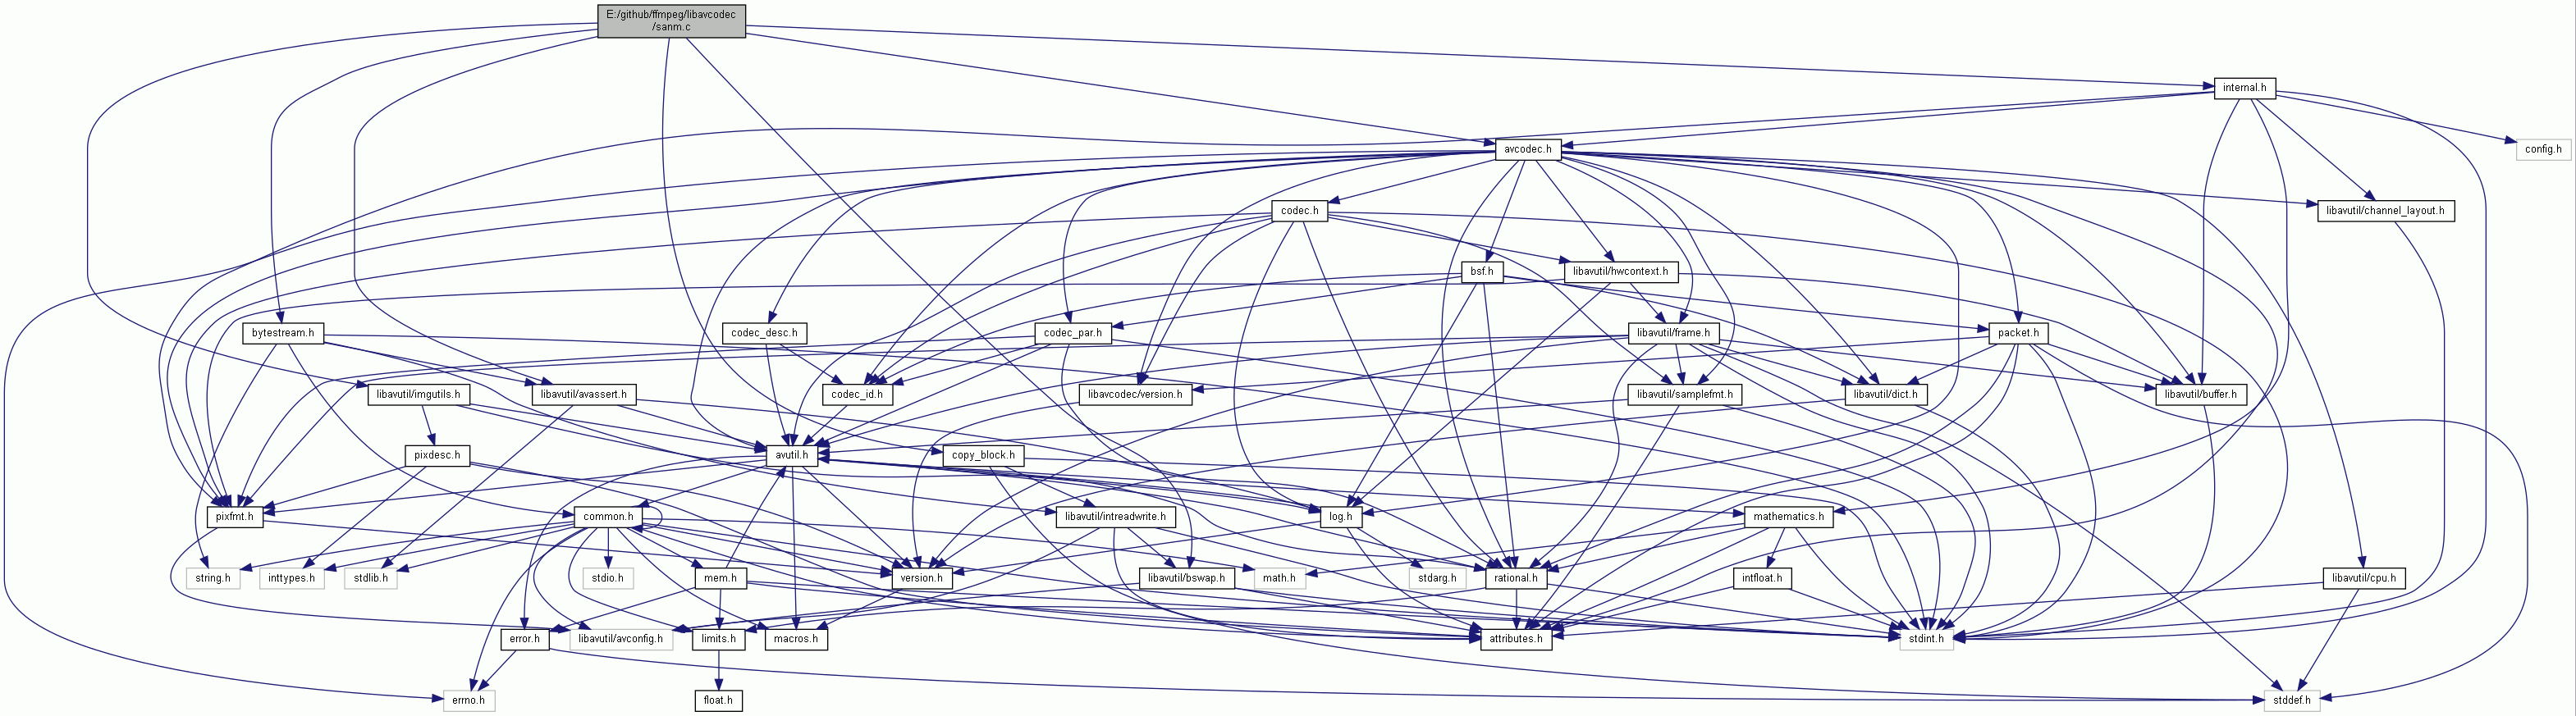 E:/github/ffmpeg/libavcodec
/sanm.c
internal.h
avcodec.h
config.h
codec.h
libavutil/channel_layout.h
bsf.h
libavutil/hwcontext.h
bytestream.h
codec_desc.h
codec_par.h
libavutil/frame.h
packet.h
libavutil/imgutils.h
libavutil/avassert.h
codec_id.h
libavcodec/version.h
libavutil/samplefmt.h
libavutil/dict.h
libavutil/buffer.h
pixdesc.h
avutil.h
copy_block.h
pixfmt.h
common.h
libavutil/intreadwrite.h
log.h
mathematics.h
string.h
inttypes.h
stdlib.h
stdio.h
mem.h
version.h
libavutil/bswap.h
math.h
stdarg.h
rational.h
intfloat.h
libavutil/cpu.h
error.h
libavutil/avconfig.h
limits.h
macros.h
attributes.h
stdint.h
errno.h
float.h
stddef.h